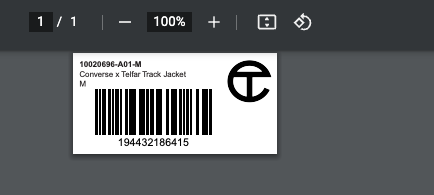 1 / 1 — 100% +
10020696-A01-M
Converse x Telfar Track Jacket
M
194432186415